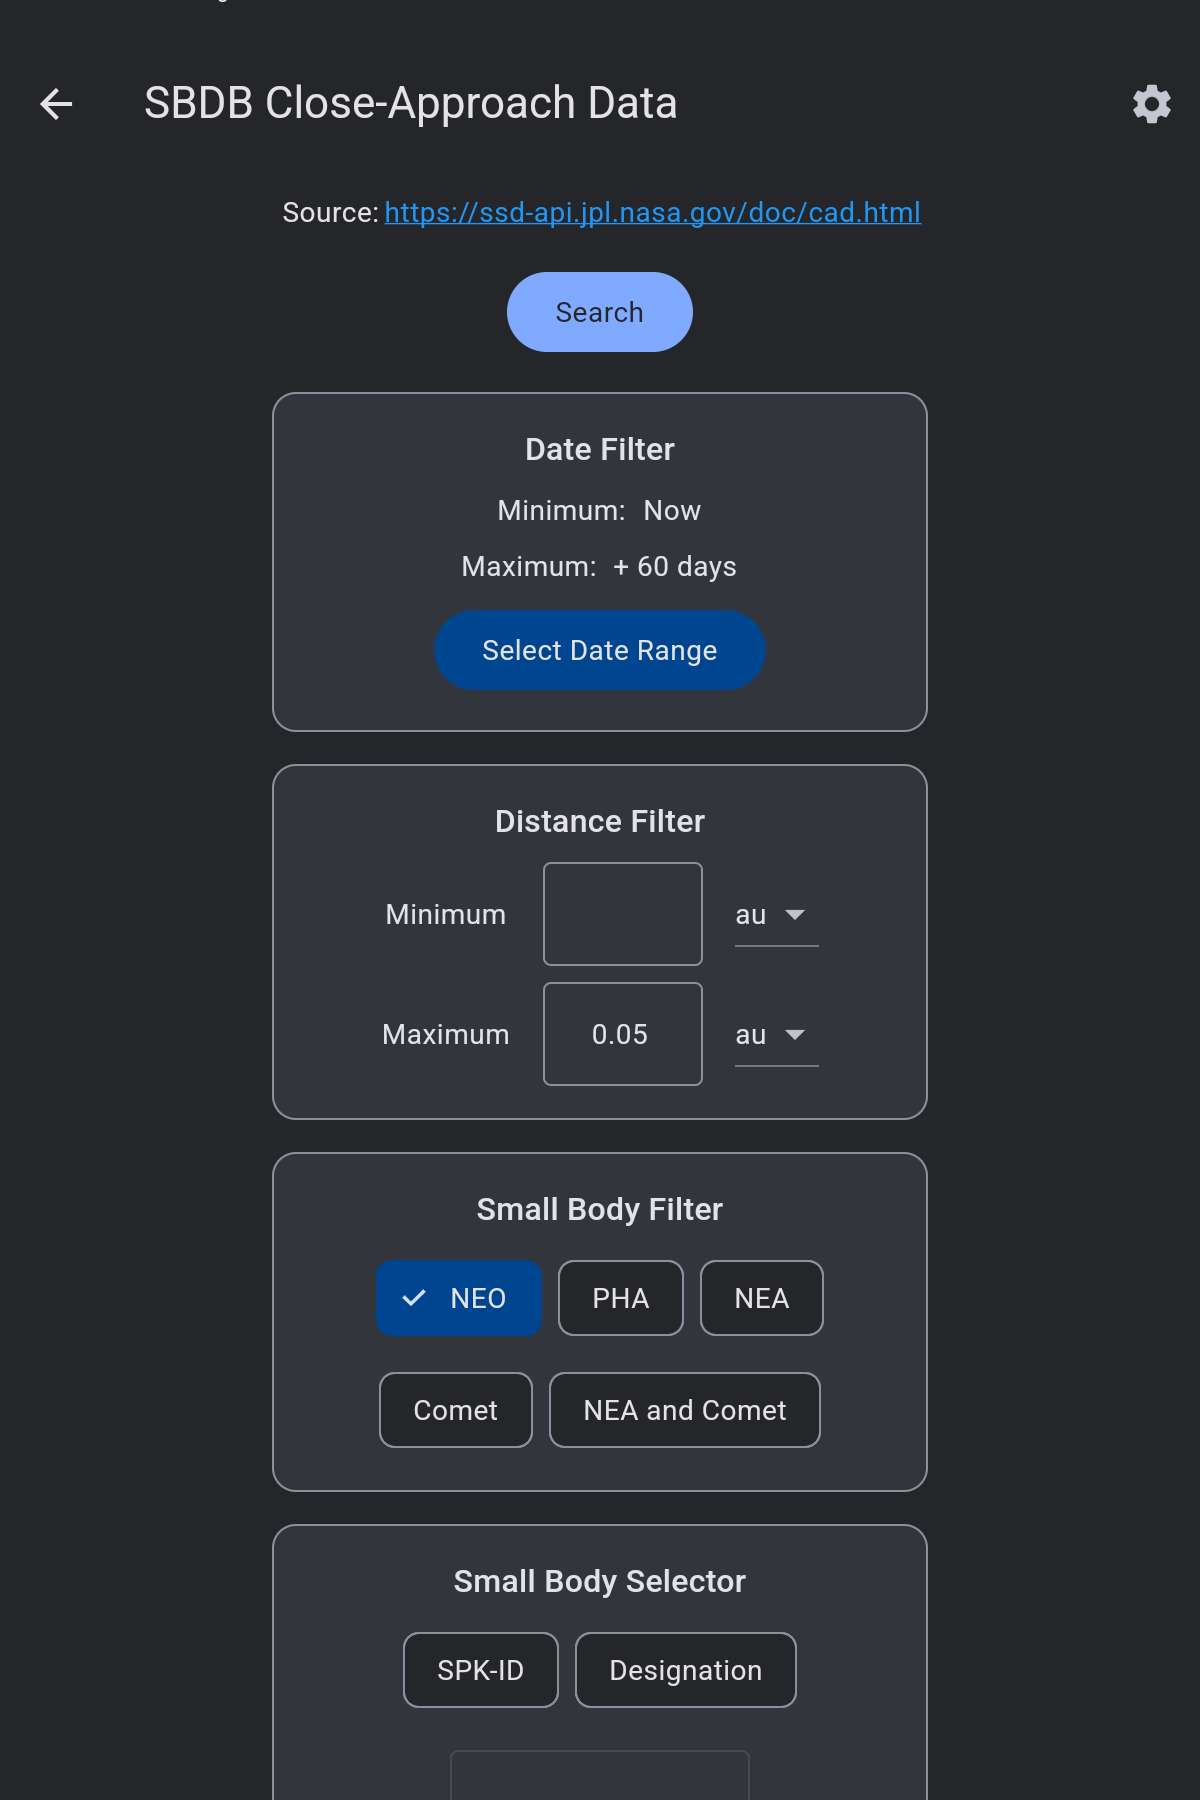 SBDB Close-Approach Data
Source: https://ssd-api.jpl.nasa.gov/doc/cad.html
Search
Date Filter
Minimum: Now
Maximum: + 60 days
Select Date Range
Distance Filter
Minimum au
Maximum 0.05 au
Small Body Filter
NEO PHA NEA
Comet NEA and Comet
Small Body Selector
SPK-ID Designation